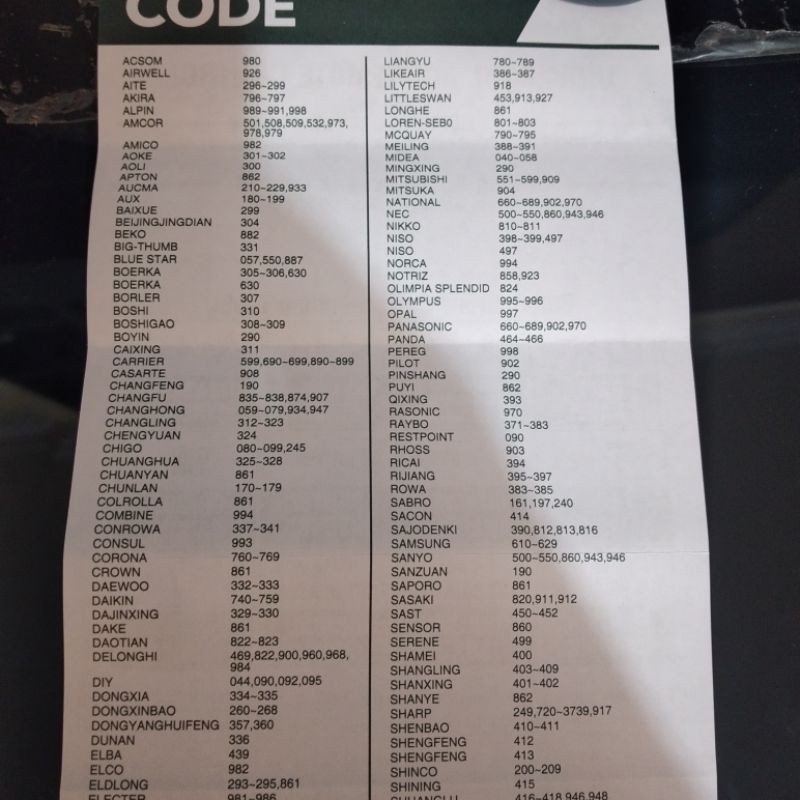 CODE
ACSOM 980
AIRWELL 926
AITE 296~299
AKIRA 796~797
ALPIN 989~991,998
AMCOR 501,508,509,532,973,
978,979
AMICO 982
AOKE 301~302
AOLI 300
APTON 862
AUCMA 210~229,933
AUX 180~199
BAIXUE 299
BEIJINGJINGDIAN 304
BEKO 882
BIG-THUMB 331
BLUE STAR 057,550,887
BOERKA 305~306,630
BOERKA 630
BORLER 307
BOSHI 310
BOSHIGAO 308~309
BOYIN 290
CAIXING 311
CARRIER 599,690~699,890~899
CASARTE 908
CHANGFENG 190
CHANGFU 835~838,874,907
CHANGHONG 059~079,934,947
CHANGLING 312~323
CHENGYUAN 324
CHIGO 080~099,245
CHUANGHUA 325~328
CHUANYAN 861
CHUNLAN 170~179
COLROLLA 861
COMBINE 994
CONROWA 337~341
CONSUL 993
CORONA 760~769
CROWN 861
DAEWOO 332~333
DAIKIN 740~759
DAJINXING 329~330
DAKE 861
DAOTIAN 822~823
DELONGHI 469,822,900,960,968,
984
DIY 044,090,092,095
DONGXIA 334~335
DONGXINBAO 260~268
DONGYANGHUIFENG 357,360
DUNAN 336
ELBA 439
ELCO 982
ELDLONG 293~295,861
ELECTER 981~986
LIANGYU 780~789
LIKEAIR 386~387
LILYTECH 918
LITTLESWAN 453,913,927
LONGHE 861
LOREN-SEB0 801~803
MCQUAY 790~795
MEILING 388~391
MIDEA 040~058
MINGXING 290
MITSUBISHI 551~599,909
MITSUKA 904
NATIONAL 660~689,902,970
NEC 500~550,860,943,946
NIKKO 810~811
NISO 398~399,497
NISO 497
NORCA 994
NOTRIZ 858,923
OLIMPIA SPLENDID 824
OLYMPUS 995~996
OPAL 997
PANASONIC 660~689,902,970
PANDA 464~466
PEREG 998
PILOT 902
PINSHANG 290
PUYI 862
QIXING 393
RASONIC 970
RAYBO 371~383
RESTPOINT 090
RHOSS 903
RICAI 394
RIJIANG 395~397
ROWA 383~385
SABRO 161,197,240
SACON 414
SAJODENKI 390,812,813,816
SAMSUNG 610~629
SANYO 500~550,860,943,946
SANZUAN 190
SAPORO 861
SASAKI 820,911,912
SAST 450~452
SENSOR 860
SERENE 499
SHAMEI 400
SHANGLING 403~409
SHANXING 401~402
SHANYE 862
SHARP 249,720~3739,917
SHENBAO 410~411
SHENGFENG 412
SHENGFENG 413
SHINCO 200~209
SHINING 415
416~418,946,948